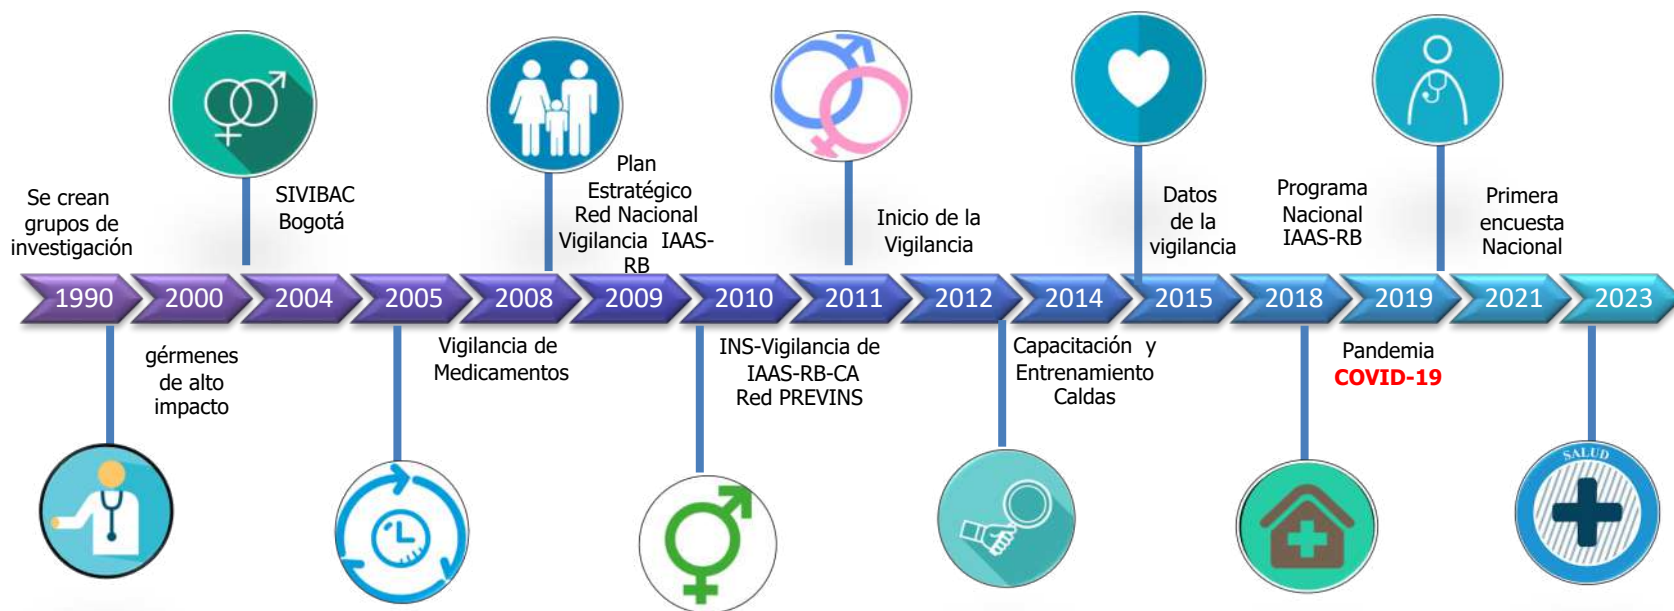 Se crean
grupos de
investigación
SIVIBAC
Bogotá
Plan
Estratégico
Red Nacional
Vigilancia IAAS-
RB
Inicio de la
Vigilancia
Datos
de la
vigilancia
Programa
Nacional
IAAS-RB
Primera
encuesta
Nacional
1990 2000 2004 2005 2008 2009 2010 2011 2012 2014 2015 2018 2019 2021 2023
gérmenes
de alto
impacto
Vigilancia de
Medicamentos
INS-Vigilancia de
IAAS-RB-CA
Red PREVINS
Capacitación y
Entrenamiento
Caldas
Pandemia
COVID-19
SALUD